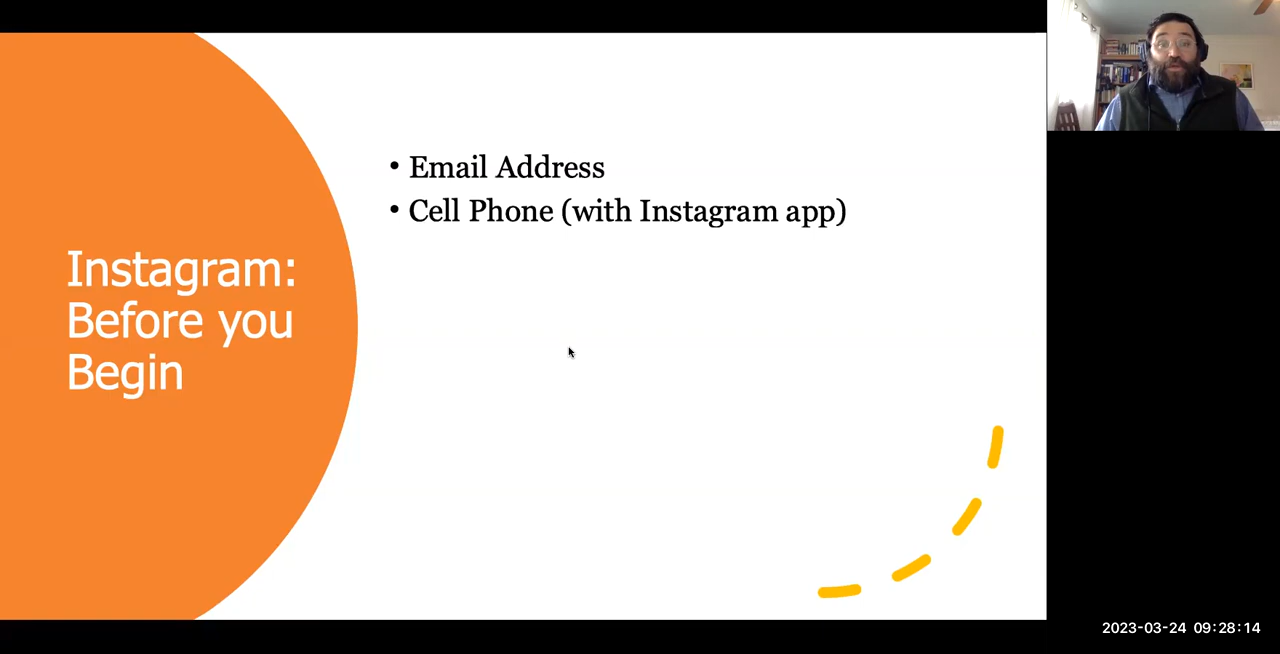 Instagram:
Before you
Begin
• Email Address
• Cell Phone (with Instagram app)
2023-03-24 09:28:14